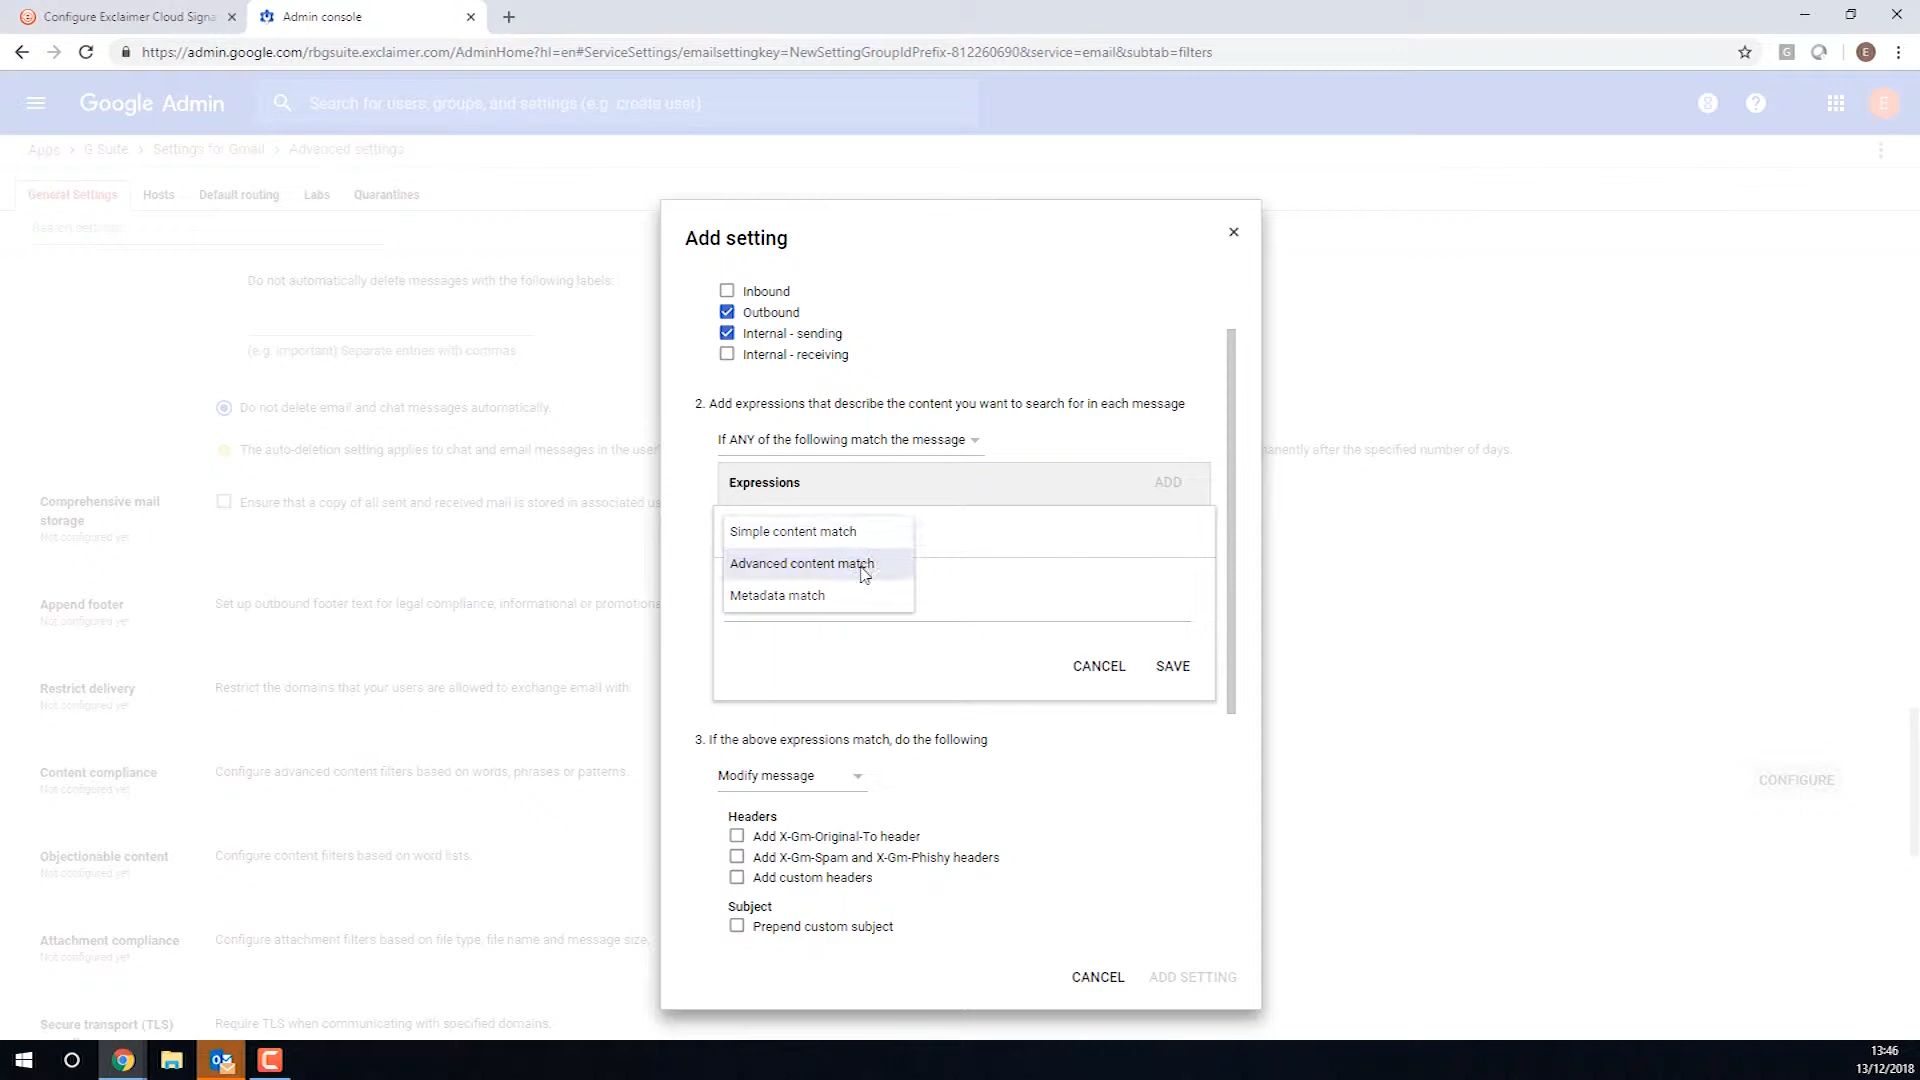 Configure Exclaimer Cloud Signa
Admin console
https://admin.google.com/rbgsuite.exclaimer.com/AdminHome?hl=en#ServiceSettings/emailsettingkey=NewSettingGroupIdPrefix-812260690&service=email&subtab=filters
G
E
Google Admin
Search for users, groups, and settings (e.g. create user)
E
Apps > G Suite > Settings for Gmail > Advanced settings
General Settings
Hosts
Default routing
Labs
Quarantines
Search settings
Do not automatically delete messages with the following labels:
(e.g. important) Separate entries with commas
Do not delete email and chat messages automatically.
The auto-deletion setting applies to chat and email messages in the user'
anently after the specified number of days.
Comprehensive mail
storage
Not configured yet
Ensure that a copy of all sent and received mail is stored in associated us
Append footer
Not configured yet
Set up outbound footer text for legal compliance, informational or promotiona
Restrict delivery
Not configured yet
Restrict the domains that your users are allowed to exchange email with.
Content compliance
Not configured yet
Configure advanced content filters based on words, phrases or patterns.
CONFIGURE
Objectionable content
Not configured yet
Configure content filters based on word lists.
Attachment compliance
Not configured yet
Configure attachment filters based on file type, file name and message size,
Secure transport (TLS)
Require TLS when communicating with specified domains.
Add setting
Inbound
Outbound
Internal - sending
Internal - receiving
2. Add expressions that describe the content you want to search for in each message
If ANY of the following match the message
Expressions
ADD
Simple content match
Advanced content match
Metadata match
CANCEL
SAVE
3. If the above expressions match, do the following
Modify message
Headers
Add X-Gm-Original-To header
Add X-Gm-Spam and X-Gm-Phishy headers
Add custom headers
Subject
Prepend custom subject
CANCEL
ADD SETTING
13:46
13/12/2018